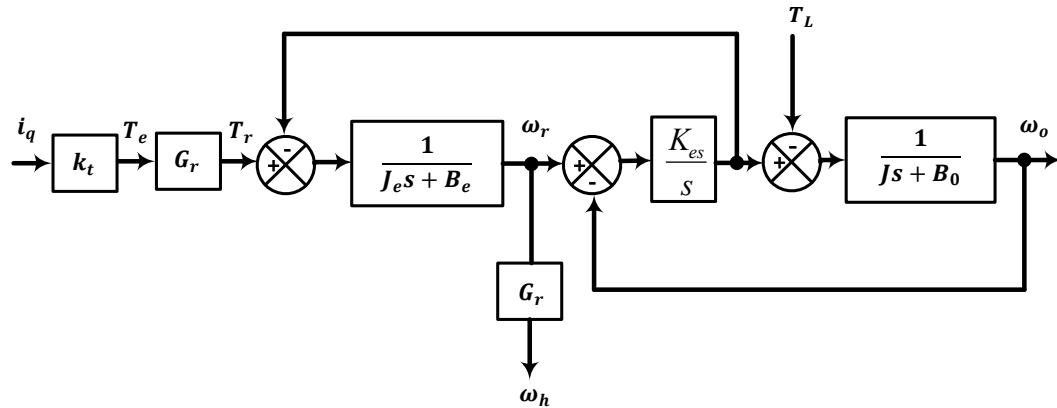 T_L
i_q
k_t
T_e
G_r
T_r
-
+
1
J_e s + B_e
ω_r
+
-
K_es
s
-
+
1
Js + B_0
ω_o
G_r
ω_h